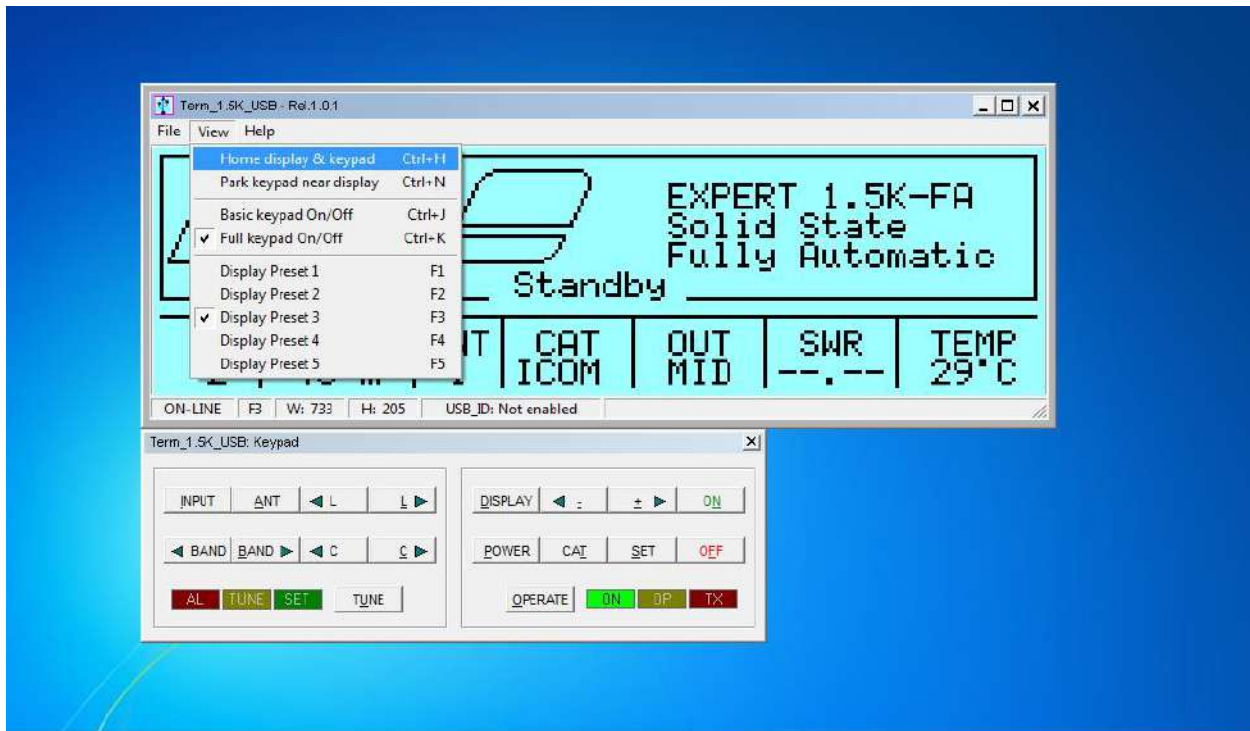 Term_1.5K_USB - Rel.1.01
File View Help
Home display & keypad Ctrl+H
Park keypad near display Ctrl+N
Basic keypad On/Off Ctrl+J
Full keypad On/Off Ctrl+K
Display Preset 1 F1
Display Preset 2 F2
Display Preset 3 F3
Display Preset 4 F4
Display Preset 5 F5
EXPERT 1.5K-FA
Solid State
Fully Automatic
Standby
CAT OUT SWR TEMP
ICOM MID --.-- 29°C
ON-LINE F3 W: 733 H: 205 USB_ID: Not enabled
Term_1.5K_USB: Keypad
INPUT ANT L L
BAND BAND C C
AL TUNE SET TUNE
DISPLAY - + ON
POWER CAT SET OFF
OPERATE ON OP TX